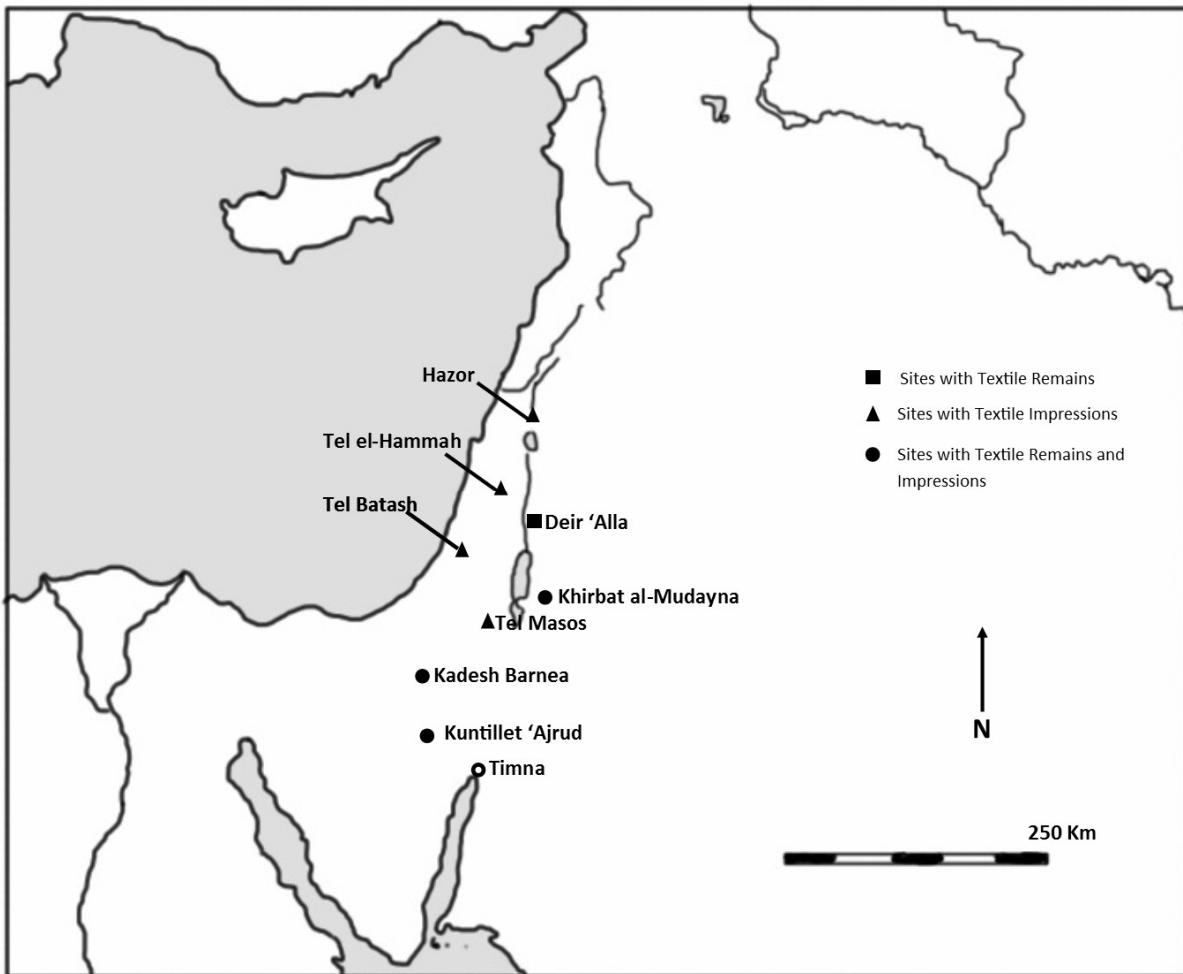 Hazor
Sites with Textile Remains
Sites with Textile Impressions
Tel el-Hammah
Sites with Textile Remains and
Impressions
Tel Batash
Deir ‘Alla
Khirbat al-Mudayna
Tel Masos
Kadesh Barnea
N
Kuntillet ‘Ajrud
Timna
250 Km